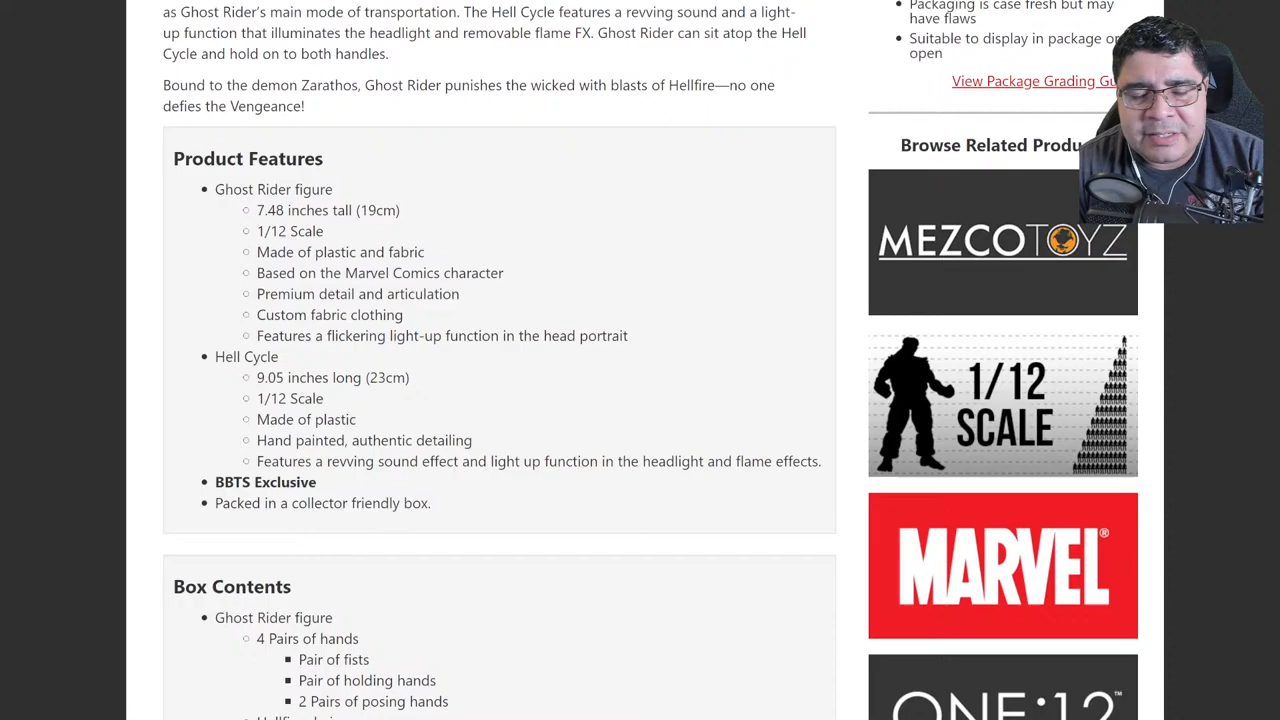 as Ghost Rider's main mode of transportation. The Hell Cycle features a revving sound and a light-
up function that illuminates the headlight and removable flame FX. Ghost Rider can sit atop the Hell
Cycle and hold on to both handles.
Bound to the demon Zarathos, Ghost Rider punishes the wicked with blasts of Hellfire—no one
defies the Vengeance!
Product Features
• Ghost Rider figure
○ 7.48 inches tall (19cm)
○ 1/12 Scale
○ Made of plastic and fabric
○ Based on the Marvel Comics character
○ Premium detail and articulation
○ Custom fabric clothing
○ Features a flickering light-up function in the head portrait
• Hell Cycle
○ 9.05 inches long (23cm)
○ 1/12 Scale
○ Made of plastic
○ Hand painted, authentic detailing
○ Features a revving sound effect and light up function in the headlight and flame effects.
• BBTS Exclusive
• Packed in a collector friendly box.
Box Contents
• Ghost Rider figure
○ 4 Pairs of hands
▪ Pair of fists
▪ Pair of holding hands
▪ 2 Pairs of posing hands
• Packaging is case fresh but may
have flaws
• Suitable to display in package or
open
View Package Grading
Browse Related
MEZCOTOYZ
1/12
SCALE
MARVEL®
ONE:12™